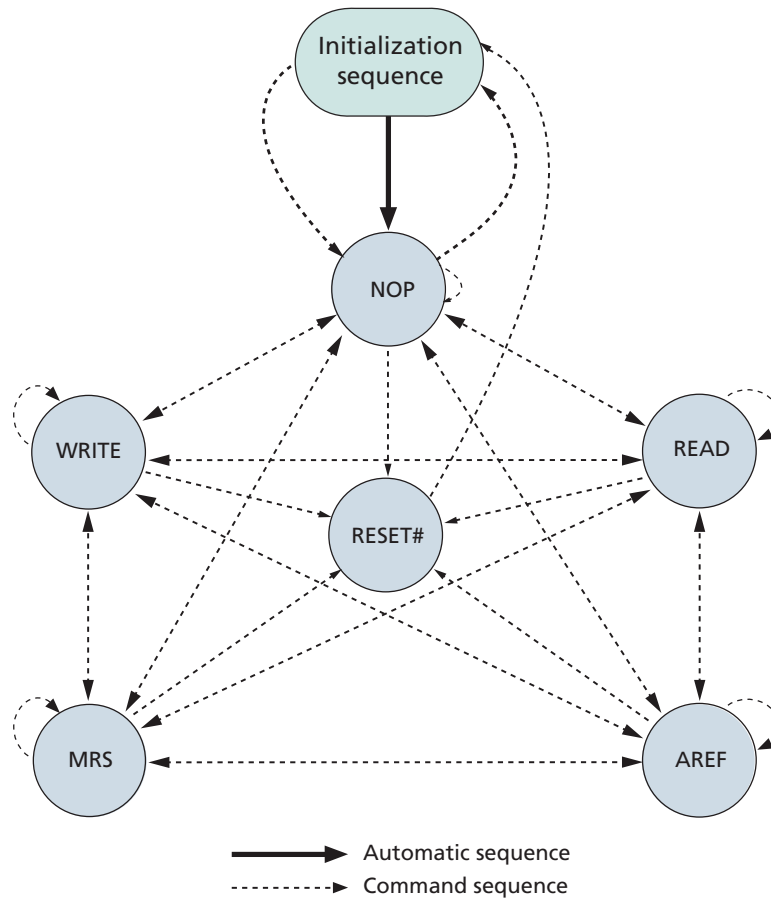 Initialization
sequence
NOP
WRITE
READ
RESET#
MRS
AREF
Automatic sequence
Command sequence